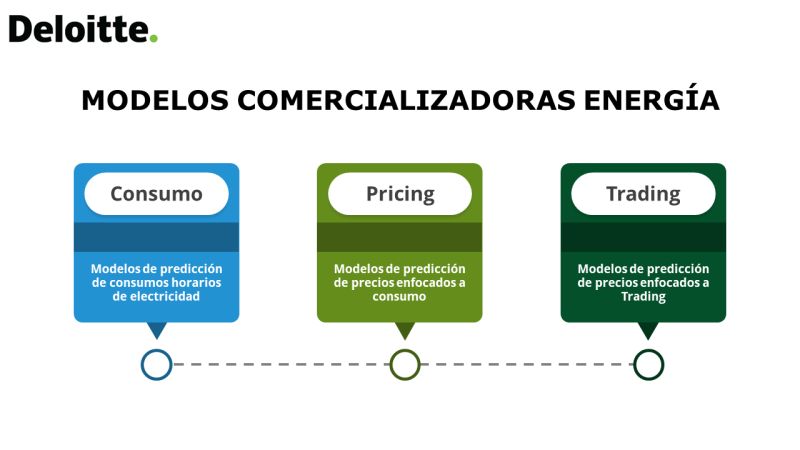 Deloitte.
MODELOS COMERCIALIZADORAS ENERGÍA
Consumo
Modelos de predicción
de consumos horarios
de electricidad
Pricing
Modelos de predicción
de precios enfocados a
consumo
Trading
Modelos de predicción
de precios enfocados a
Trading